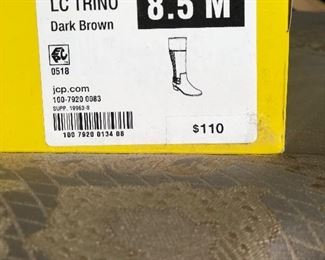 LC TRINO
8.5 M
Dark Brown
0518
jcp.com
100-7920 0083
SUPP. 19963-8
100 7920 0134 08
$110